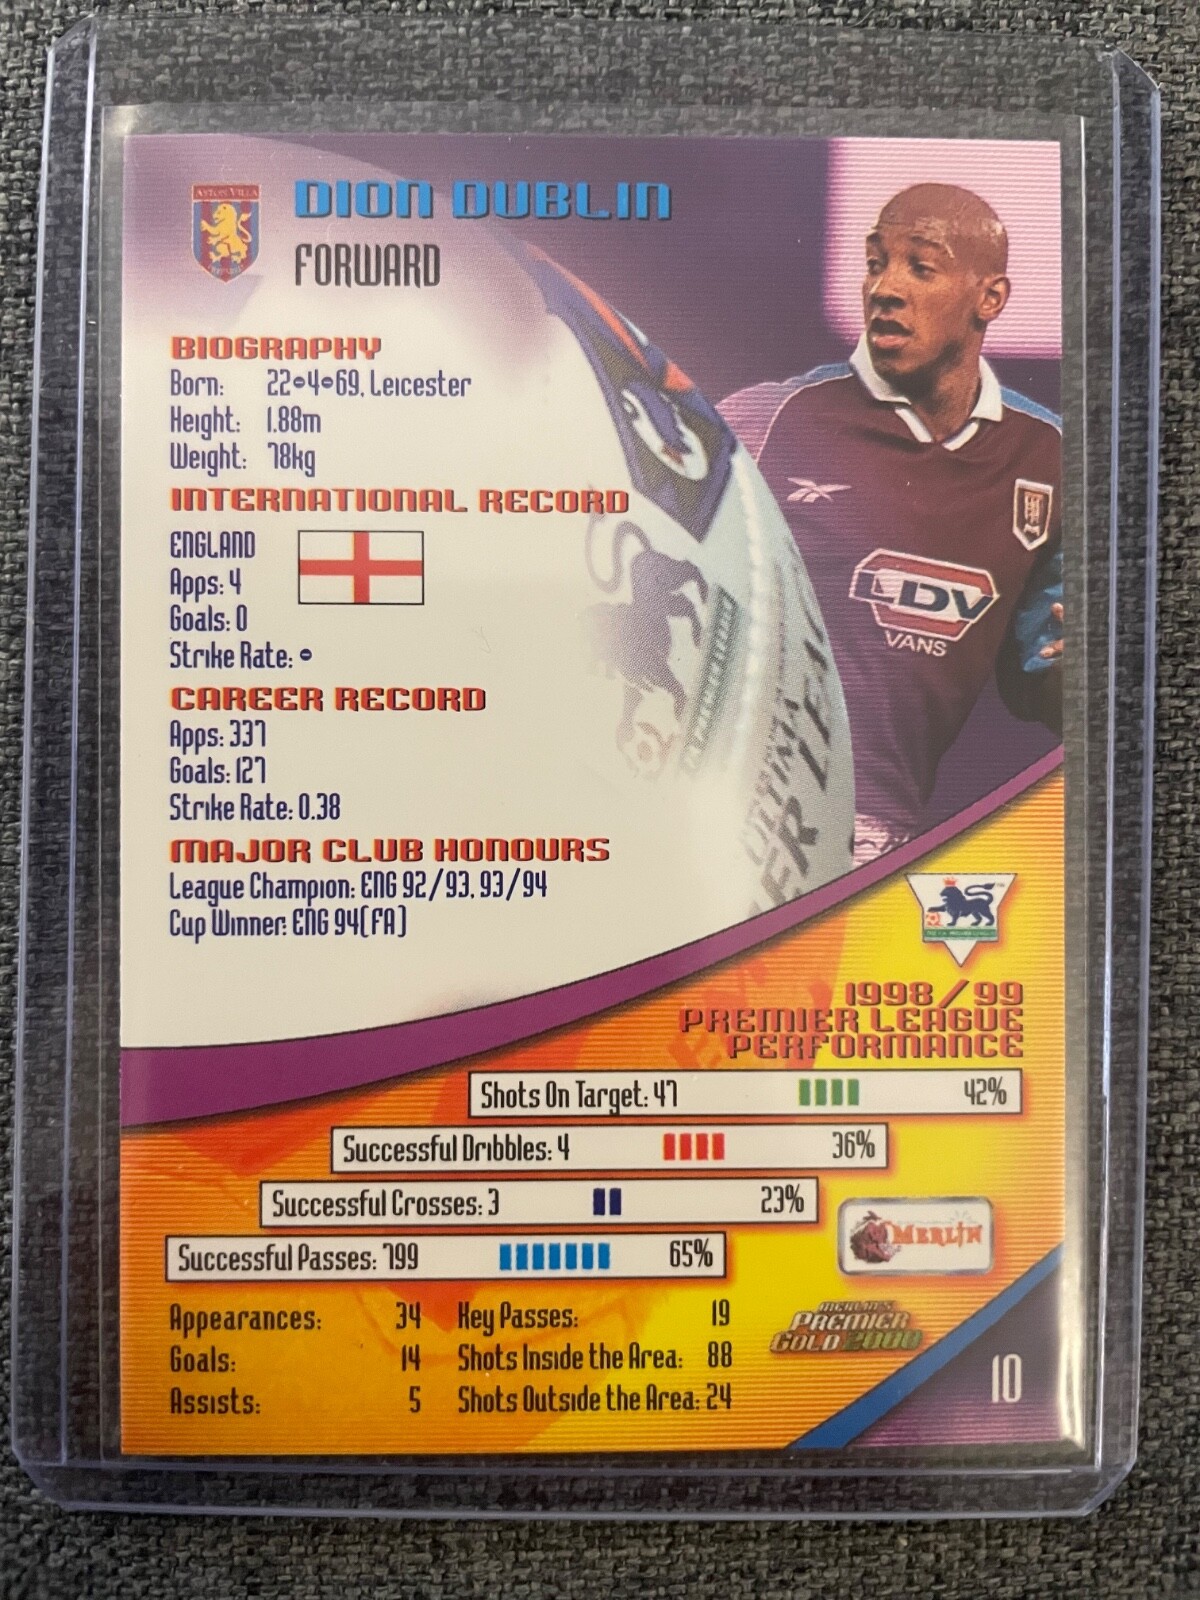 ASTON VILLA
DION DUBLIN
FORWARD
BIOGRAPHY
Born: 22•4•69, Leicester
Height: 1.88m
Weight: 78kg
INTERNATIONAL RECORD
ENGLAND
Apps: 4
Goals: 0
Strike Rate: •
CAREER RECORD
Apps: 337
Goals: 127
Strike Rate: 0.38
MAJOR CLUB HONOURS
League Champion: ENG 92/93, 93/94
Cup Winner: ENG 94(FA)
LDV
VANS
1998/99
PREMIER LEAGUE
PERFORMANCE
Shots On Target: 47 42%
Successful Dribbles: 4 36%
Successful Crosses: 3 23%
Successful Passes: 799 65%
MERLIN
Appearances: 34 Key Passes: 19
Goals: 14 Shots Inside the Area: 88
Assists: 5 Shots Outside the Area: 24
MERLIN'S
PREMIER
GOLD 2000
10